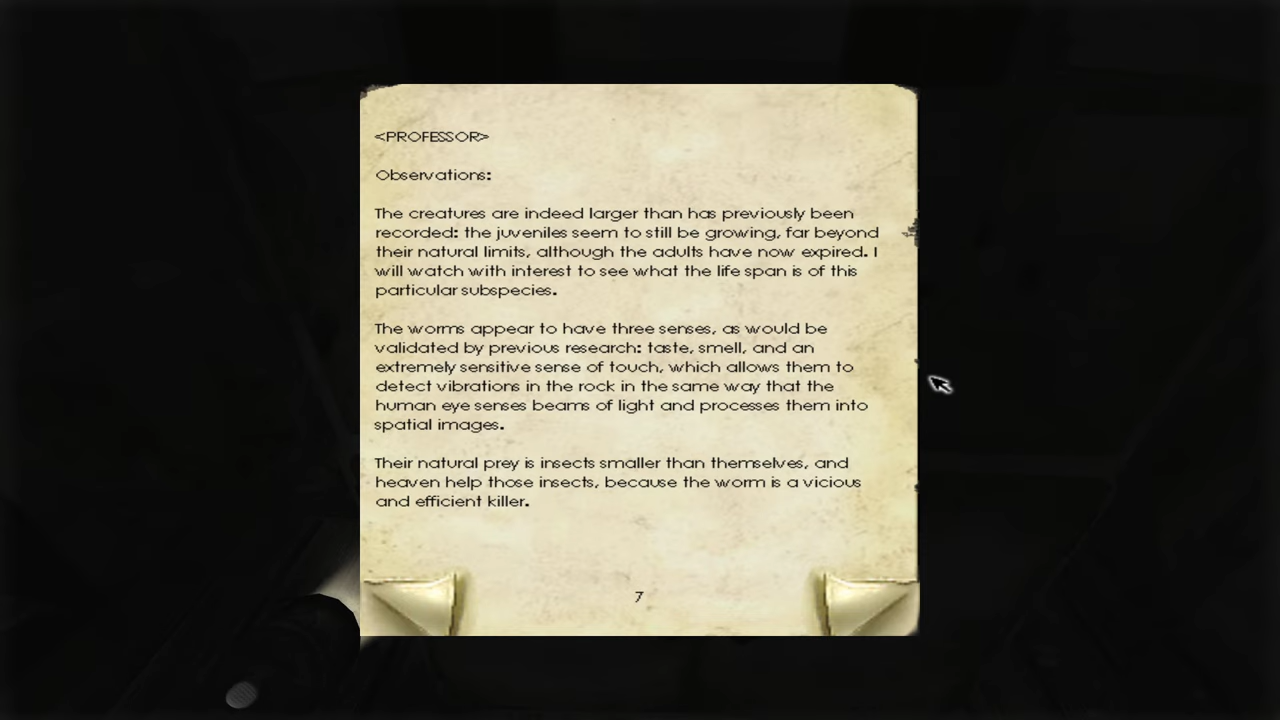 <PROFESSOR>
Observations:
The creatures are indeed larger than has previously been
recorded: the juveniles seem to still be growing, far beyond
their natural limits, although the adults have now expired. I
will watch with interest to see what the life span is of this
particular subspecies.
The worms appear to have three senses, as would be
validated by previous research: taste, smell, and an
extremely sensitive sense of touch, which allows them to
detect vibrations in the rock in the same way that the
human eye senses beams of light and processes them into
spatial images.
Their natural prey is insects smaller than themselves, and
heaven help those insects, because the worm is a vicious
and efficient killer.
7